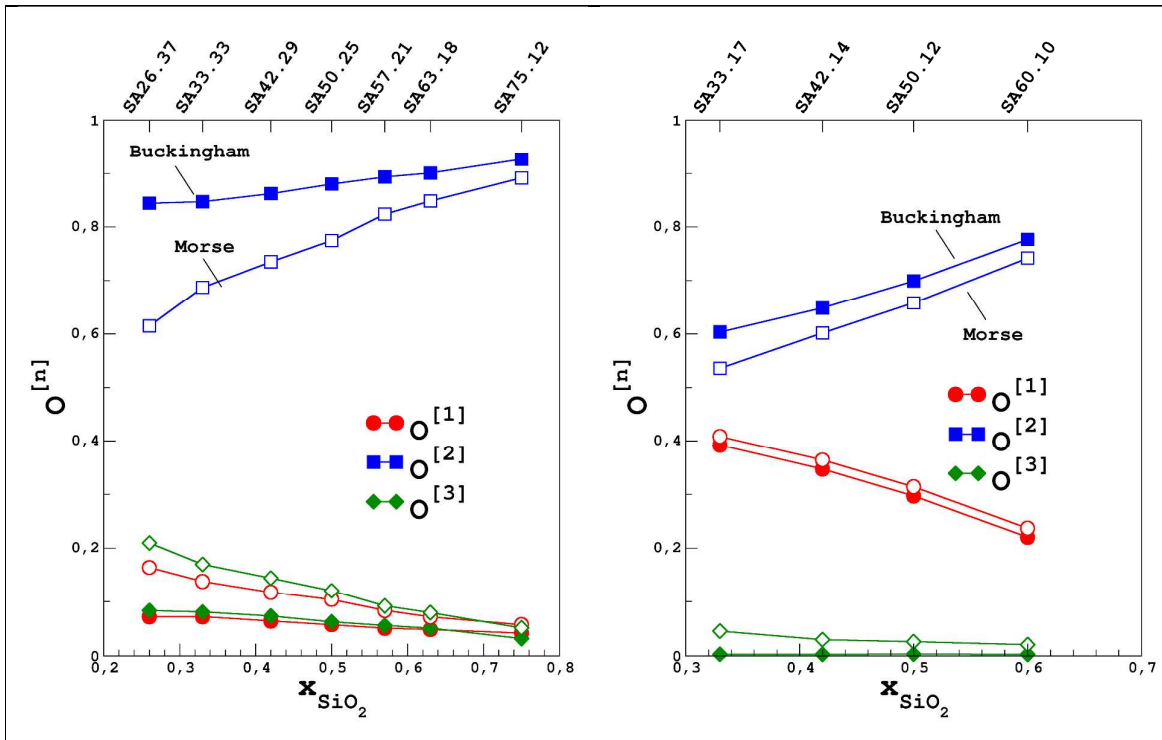 SA26.37 SA33.33 SA42.29 SA50.25 SA57.21 SA63.18 SA75.12
1
Buckingham
0,8
Morse
0,6
O[n]
O[1]
0,4
O[2]
O[3]
0,2
0
0,2 0,3 0,4 0,5 0,6 0,7 0,8
xSiO2
SA33.17 SA42.14 SA50.12 SA60.10
1
0,8
Buckingham
0,6
Morse
O[n]
O[1]
0,4
O[2]
O[3]
0,2
0
0,3 0,4 0,5 0,6 0,7
xSiO2